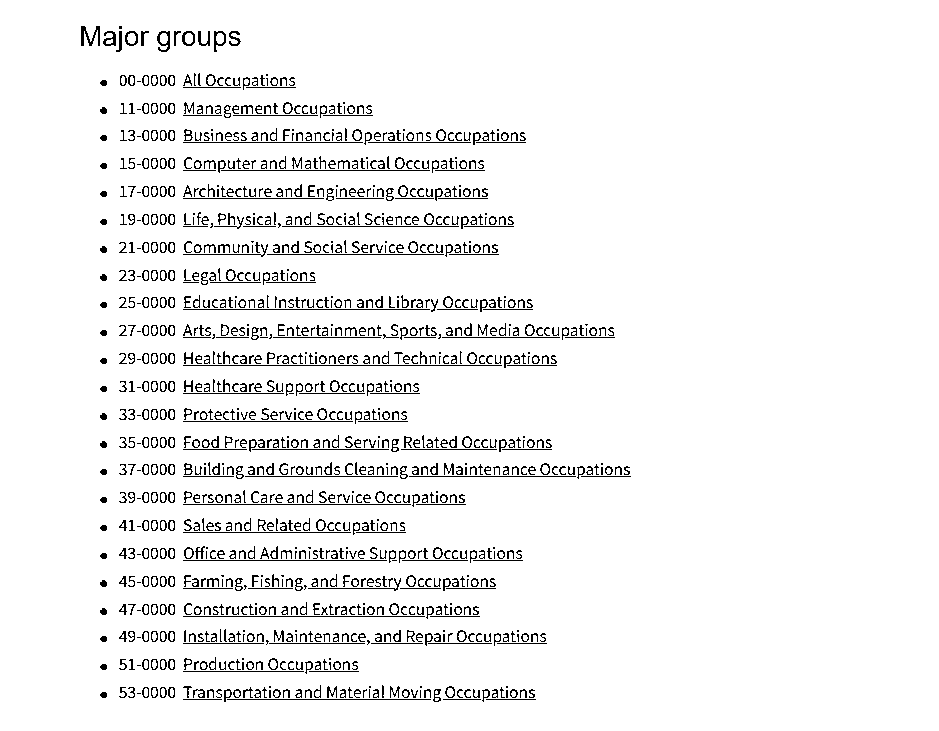 Major groups
00-0000 All Occupations
11-0000 Management Occupations
13-0000 Business and Financial Operations Occupations
15-0000 Computer and Mathematical Occupations
17-0000 Architecture and Engineering Occupations
19-0000 Life, Physical, and Social Science Occupations
21-0000 Community and Social Service Occupations
23-0000 Legal Occupations
25-0000 Educational Instruction and Library Occupations
27-0000 Arts, Design, Entertainment, Sports, and Media Occupations
29-0000 Healthcare Practitioners and Technical Occupations
31-0000 Healthcare Support Occupations
33-0000 Protective Service Occupations
35-0000 Food Preparation and Serving Related Occupations
37-0000 Building and Grounds Cleaning and Maintenance Occupations
39-0000 Personal Care and Service Occupations
41-0000 Sales and Related Occupations
43-0000 Office and Administrative Support Occupations
45-0000 Farming, Fishing, and Forestry Occupations
47-0000 Construction and Extraction Occupations
49-0000 Installation, Maintenance, and Repair Occupations
51-0000 Production Occupations
53-0000 Transportation and Material Moving Occupations